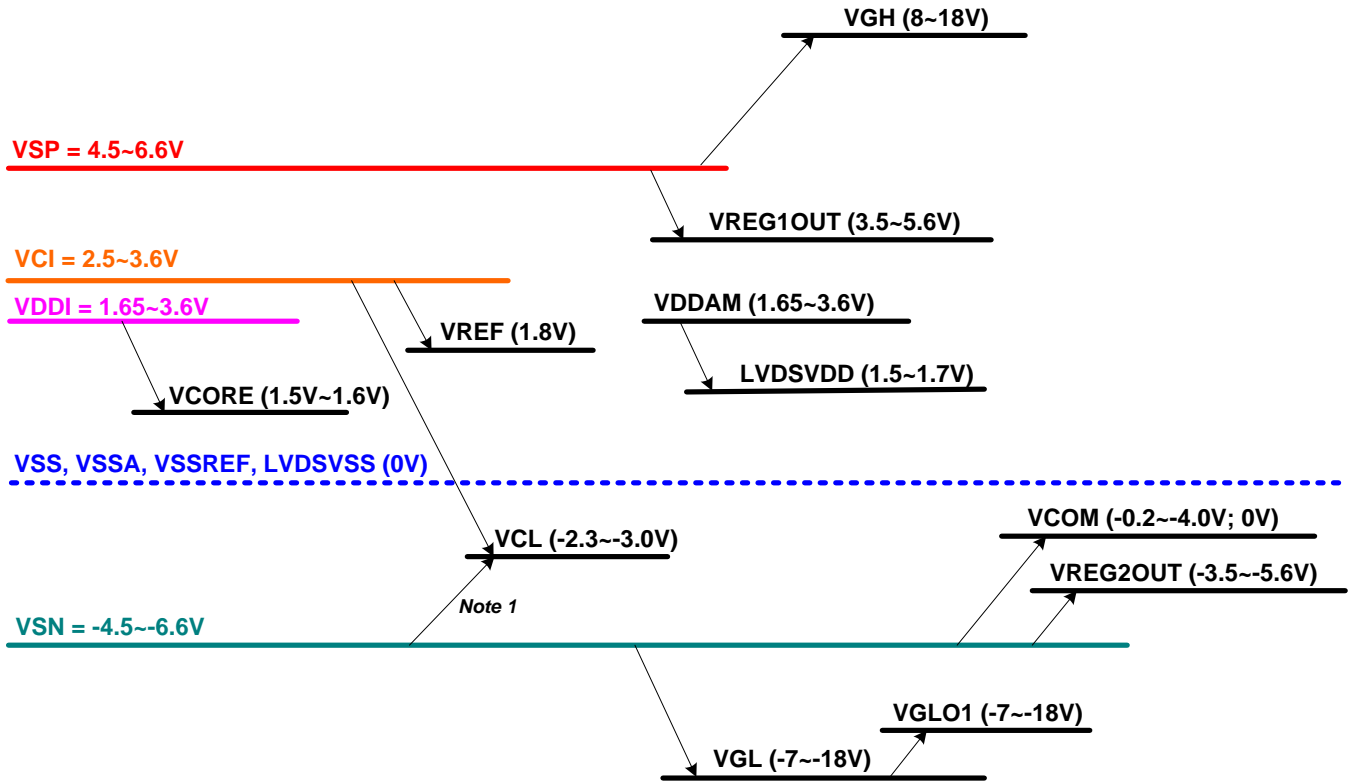 VGH (8~18V)
VSP = 4.5~6.6V
VREG1OUT (3.5~5.6V)
VCI = 2.5~3.6V
VDDI = 1.65~3.6V
VDDAM (1.65~3.6V)
VREF (1.8V)
LVDSVDD (1.5~1.7V)
VCORE (1.5V~1.6V)
VSS, VSSA, VSSREF, LVDSVSS (0V)
VCOM (-0.2~-4.0V; 0V)
VCL (-2.3~-3.0V)
VREG2OUT (-3.5~-5.6V)
Note 1
VSN = -4.5~-6.6V
VGLO1 (-7~-18V)
VGL (-7~-18V)